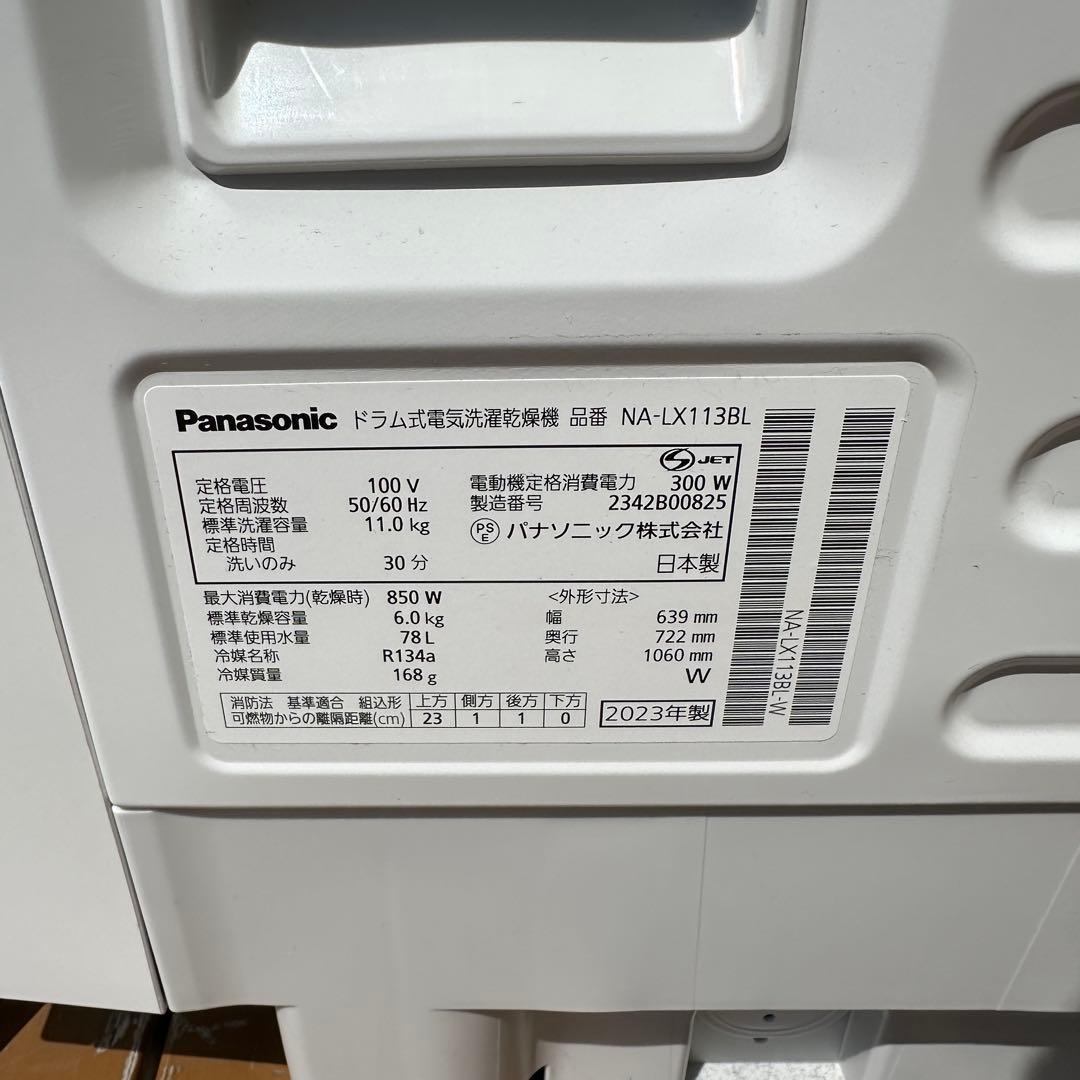 Panasonic ドラム式電気洗濯乾燥機 品番 NA-LX113BL
S JET
定格電圧 100 V 電動機定格消費電力 300 W
定格周波数 50/60 Hz 製造番号 2342B00825
標準洗濯容量 11.0 kg PSE パナソニック株式会社
定格時間
洗いのみ 30 分 日本製
最大消費電力(乾燥時) 850 W <外形寸法>
標準乾燥容量 6.0 kg 幅 639 mm
標準使用水量 78 L 奥行 722 mm
冷媒名称 R134a 高さ 1060 mm
冷媒質量 168 g W
消防法 基準適合 組込形 上方 側方 後方 下方
可燃物からの離隔距離(cm) 23 1 1 0
2023年製
NA-LX113BL-W